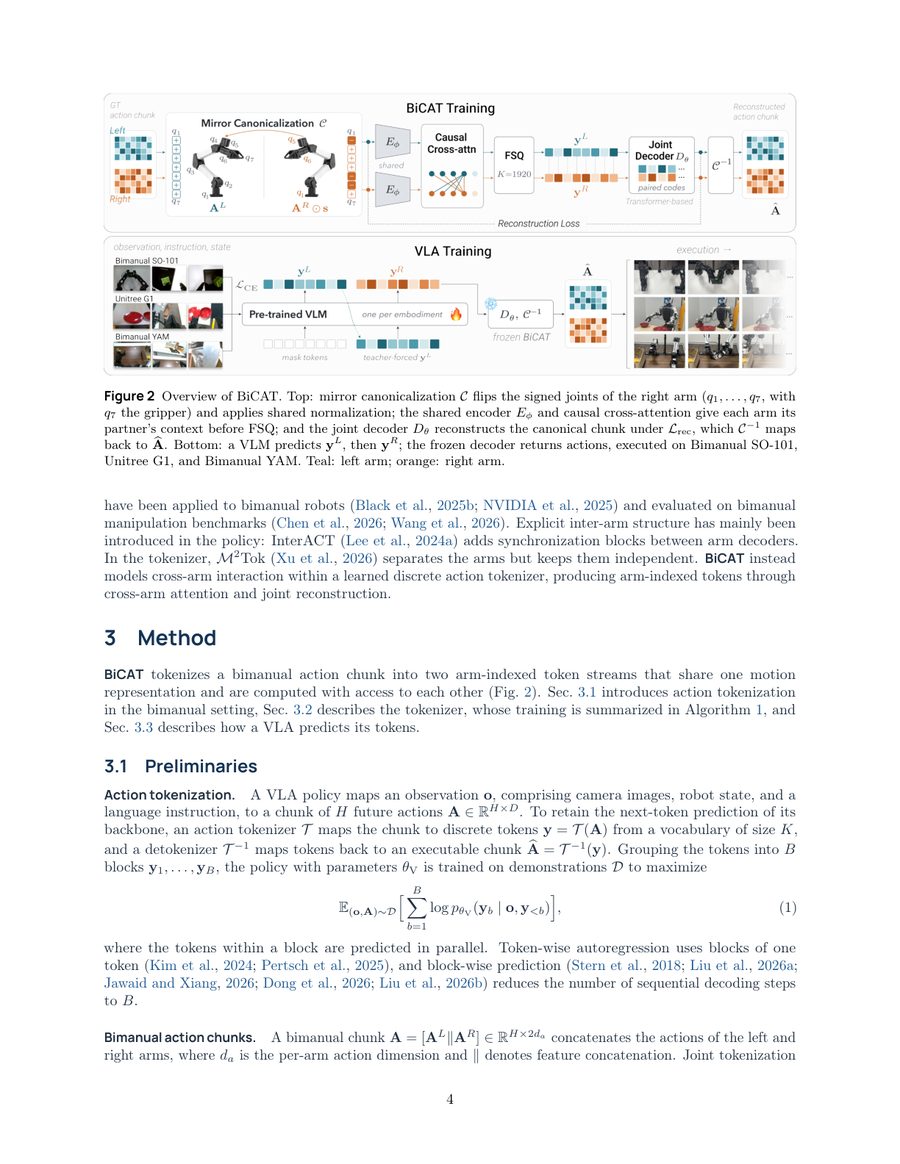 BiCAT Training
GT
action chunk
Left
Right
Mirror Canonicalization 𝒞
q₁
q₇
q₅
q₄
q₆
q₇
q₃
q₂
q₁
A^L
q₅
q₆
A^R ⊙ s
q₁
q₇
E_ϕ
shared
E_ϕ
Causal
Cross-attn
FSQ
K=1920
y^L
y^R
Joint
Decoder D_θ
paired codes
Transformer-based
𝒞⁻¹
Reconstructed
action chunk
Â
Reconstruction Loss
VLA Training
observation, instruction, state
Bimanual SO-101
Unitree G1
Bimanual YAM
ℒ_CE
y^L
y^R
Pre-trained VLM
one per embodiment
mask tokens
teacher-forced y^L
D_θ, 𝒞⁻¹
frozen BiCAT
Â
execution →
Figure 2 Overview of BiCAT. Top: mirror canonicalization 𝒞 flips the signed joints of the right arm (q₁, . . . , q₇, with
q₇ the gripper) and applies shared normalization; the shared encoder E_ϕ and causal cross-attention give each arm its
partner's context before FSQ; and the joint decoder D_θ reconstructs the canonical chunk under ℒ_rec, which 𝒞⁻¹ maps
back to Â. Bottom: a VLM predicts y^L, then y^R; the frozen decoder returns actions, executed on Bimanual SO-101,
Unitree G1, and Bimanual YAM. Teal: left arm; orange: right arm.
have been applied to bimanual robots (Black et al., 2025b; NVIDIA et al., 2025) and evaluated on bimanual
manipulation benchmarks (Chen et al., 2026; Wang et al., 2026). Explicit inter-arm structure has mainly been
introduced in the policy: InterACT (Lee et al., 2024a) adds synchronization blocks between arm decoders.
In the tokenizer, ℳ²Tok (Xu et al., 2026) separates the arms but keeps them independent. BiCAT instead
models cross-arm interaction within a learned discrete action tokenizer, producing arm-indexed tokens through
cross-arm attention and joint reconstruction.
3 Method
BiCAT tokenizes a bimanual action chunk into two arm-indexed token streams that share one motion
representation and are computed with access to each other (Fig. 2). Sec. 3.1 introduces action tokenization
in the bimanual setting, Sec. 3.2 describes the tokenizer, whose training is summarized in Algorithm 1, and
Sec. 3.3 describes how a VLA predicts its tokens.
3.1 Preliminaries
Action tokenization. A VLA policy maps an observation o, comprising camera images, robot state, and a
language instruction, to a chunk of H future actions A ∈ ℝ^{H×D}. To retain the next-token prediction of its
backbone, an action tokenizer 𝒯 maps the chunk to discrete tokens y = 𝒯(A) from a vocabulary of size K,
and a detokenizer 𝒯⁻¹ maps tokens back to an executable chunk Â = 𝒯⁻¹(y). Grouping the tokens into B
blocks y₁, . . . , y_B, the policy with parameters θ_V is trained on demonstrations 𝒟 to maximize
𝔼_{(o,A)∼𝒟} [ ∑_{b=1}^{B} log p_{θ_V}(y_b | o, y_{<b}) ], (1)
where the tokens within a block are predicted in parallel. Token-wise autoregression uses blocks of one
token (Kim et al., 2024; Pertsch et al., 2025), and block-wise prediction (Stern et al., 2018; Liu et al., 2026a;
Jawaid and Xiang, 2026; Dong et al., 2026; Liu et al., 2026b) reduces the number of sequential decoding steps
to B.
Bimanual action chunks. A bimanual chunk A = [A^L∥A^R] ∈ ℝ^{H×2d_a} concatenates the actions of the left and
right arms, where d_a is the per-arm action dimension and ∥ denotes feature concatenation. Joint tokenization
4